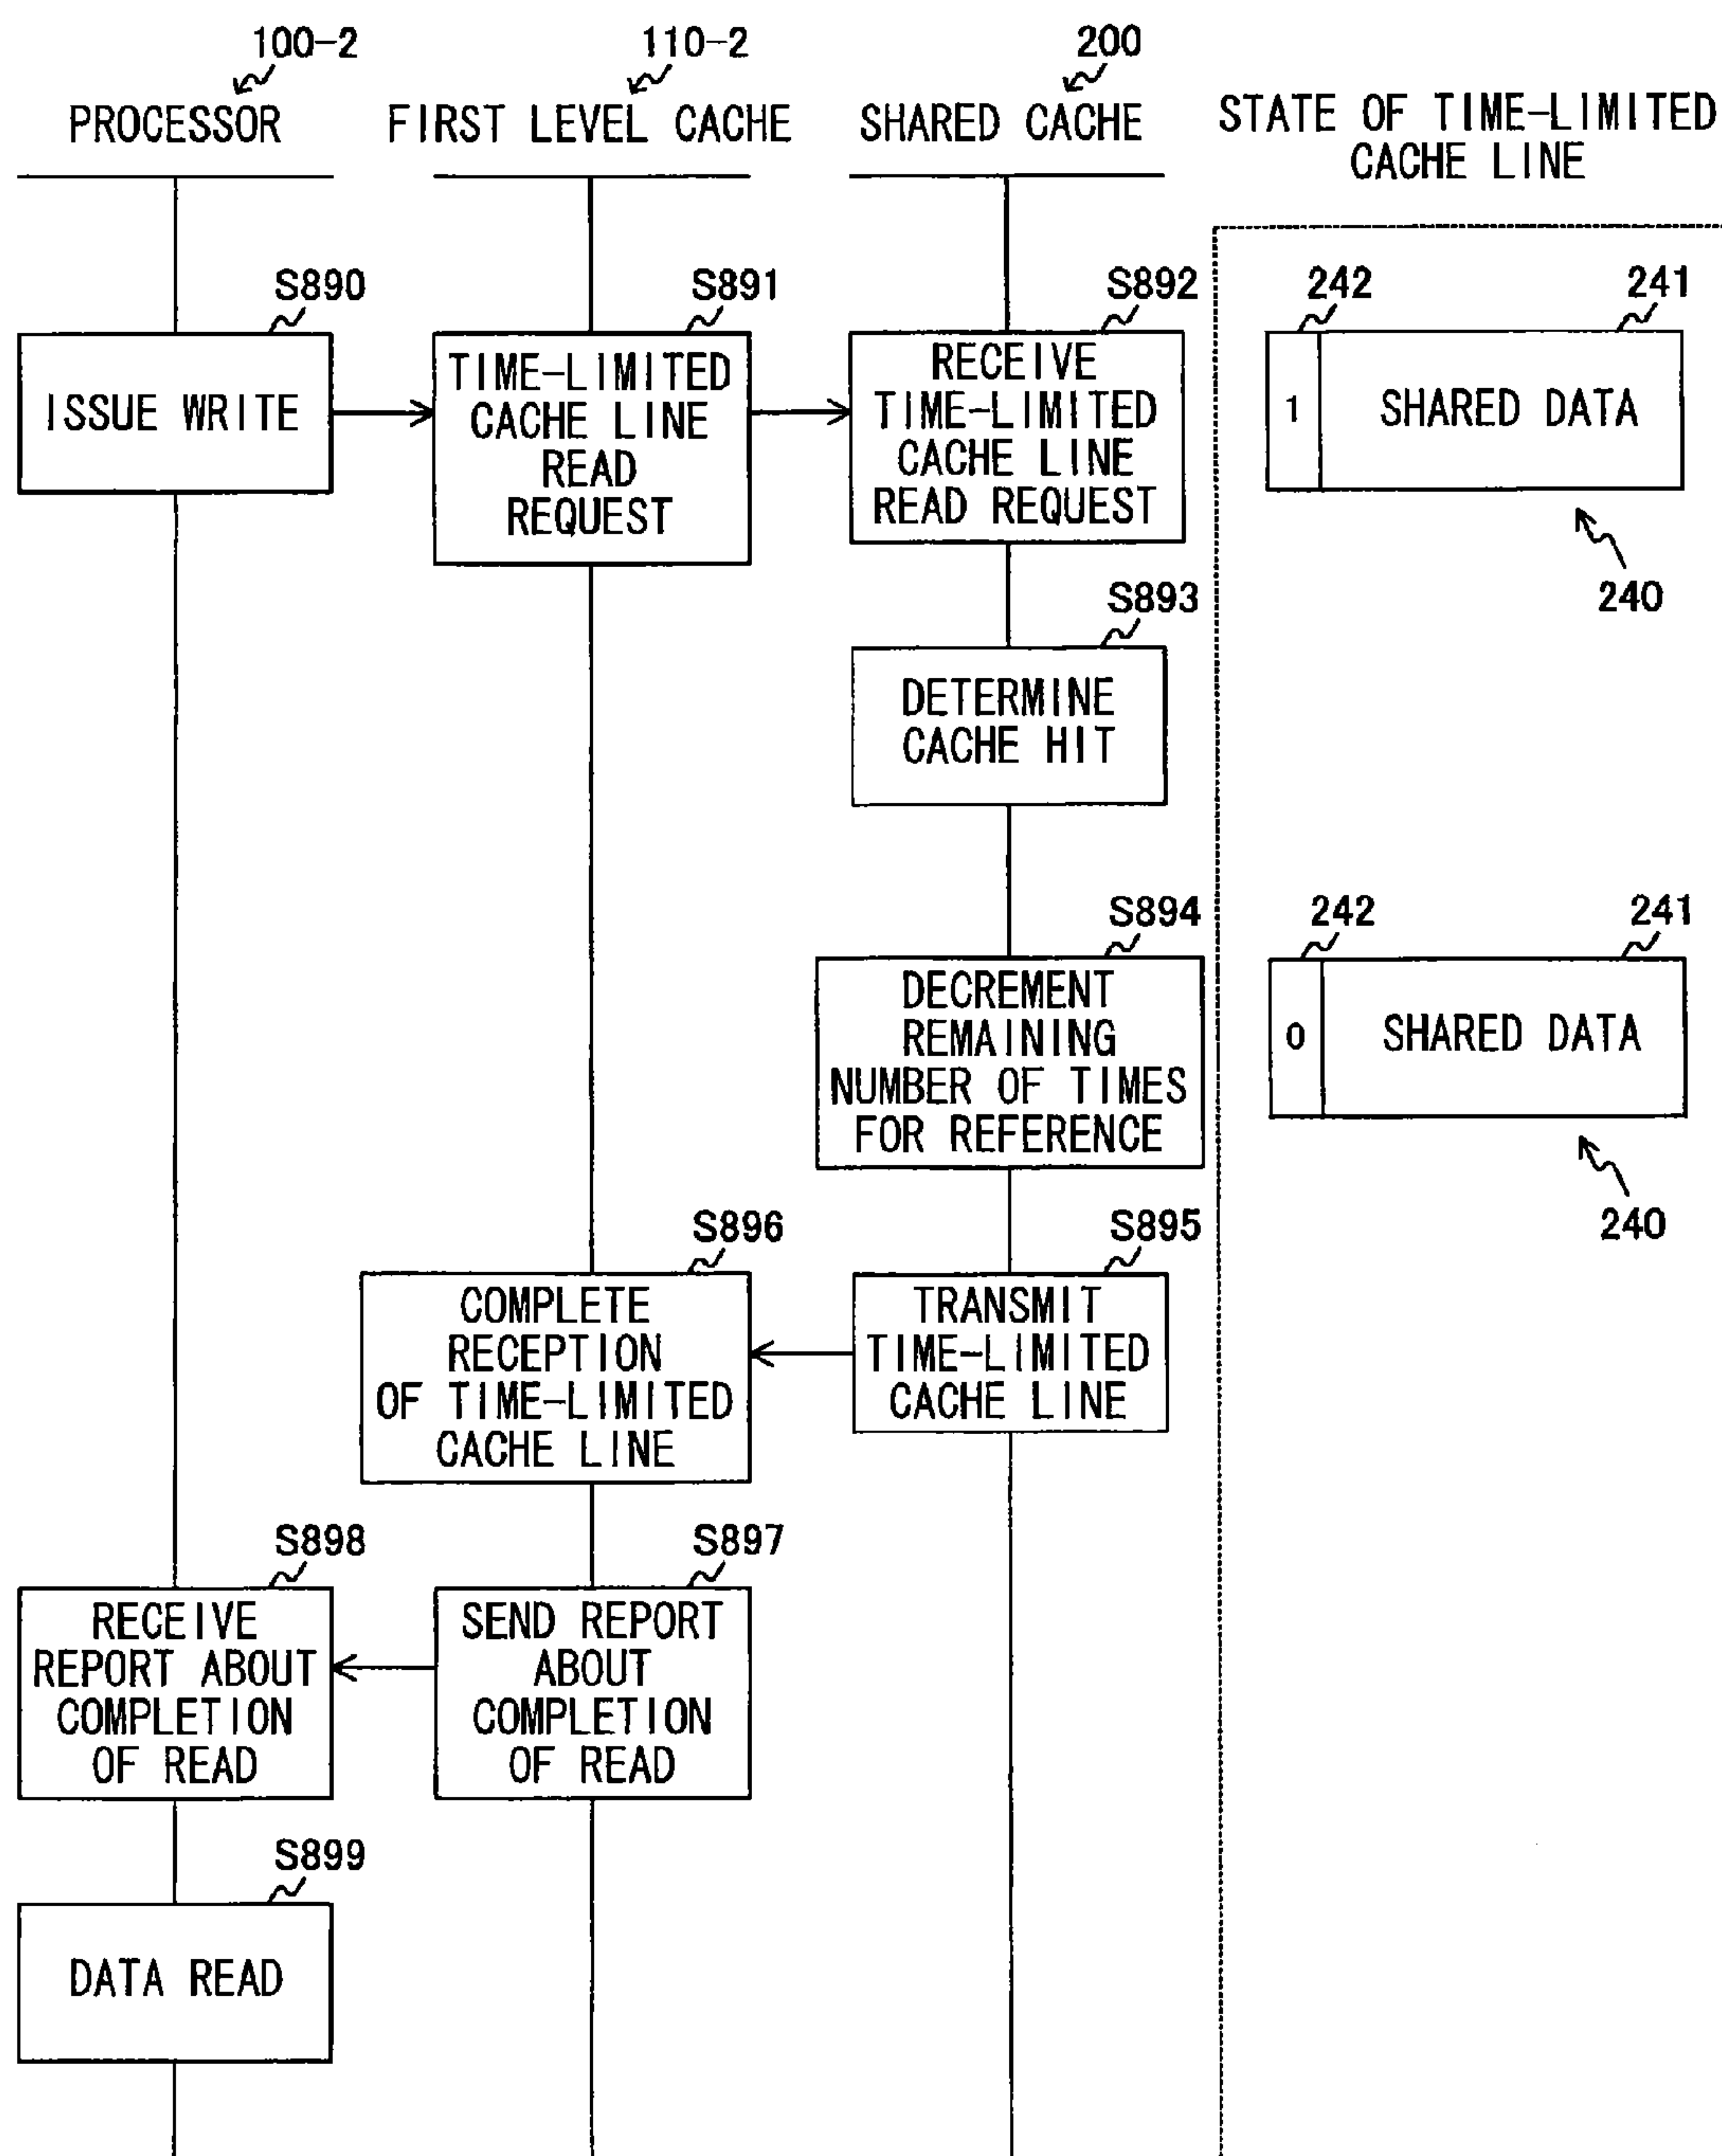 100-2
110-2
200
PROCESSOR
FIRST LEVEL CACHE
SHARED CACHE
STATE OF TIME-LIMITED
CACHE LINE
S890
S891
S892
242
241
ISSUE WRITE
TIME-LIMITED
CACHE LINE
READ
REQUEST
RECEIVE
TIME-LIMITED
CACHE LINE
READ REQUEST
1
SHARED DATA
240
S893
DETERMINE
CACHE HIT
S894
242
241
DECREMENT
REMAINING
NUMBER OF TIMES
FOR REFERENCE
0
SHARED DATA
240
S896
S895
COMPLETE
RECEPTION
OF TIME-LIMITED
CACHE LINE
TRANSMIT
TIME-LIMITED
CACHE LINE
S898
S897
RECEIVE
REPORT ABOUT
COMPLETION
OF READ
SEND REPORT
ABOUT
COMPLETION
OF READ
S899
DATA READ